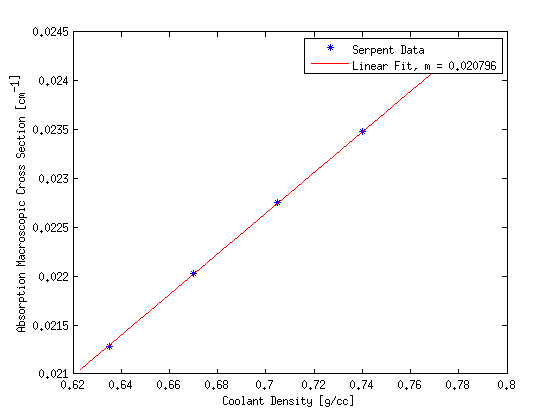 0.0245
0.024
0.0235
0.023
0.0225
0.022
0.0215
0.021
Absorption Macroscopic Cross Section [cm^-1]
Serpent Data
Linear Fit, m = 0.020796
0.62 0.64 0.66 0.68 0.7 0.72 0.74 0.76 0.78 0.8
Coolant Density [g/cc]